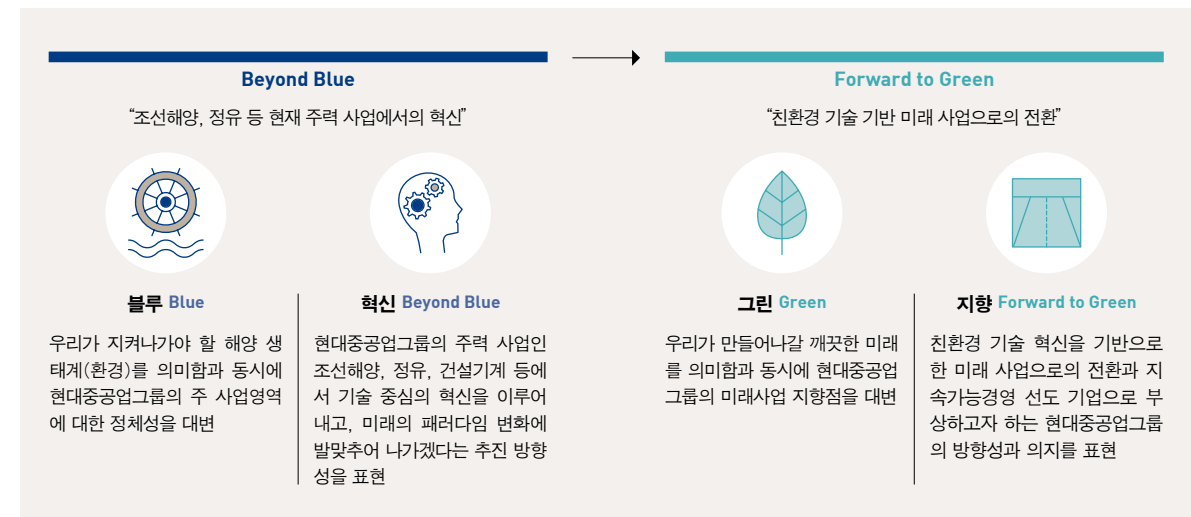 Beyond Blue
“조선해양, 정유 등 현재 주력 사업에서의 혁신”
블루 Blue
우리가 지켜나가야 할 해양 생
태계(환경)를 의미함과 동시에
현대중공업그룹의 주 사업영역
에 대한 정체성을 대변
혁신 Beyond Blue
현대중공업그룹의 주력 사업인
조선해양, 정유, 건설기계 등에
서 기술 중심의 혁신을 이루어
내고, 미래의 패러다임 변화에
발맞추어 나가겠다는 추진 방향
성을 표현
Forward to Green
“친환경 기술 기반 미래 사업으로의 전환”
그린 Green
우리가 만들어나갈 깨끗한 미래
를 의미함과 동시에 현대중공업
그룹의 미래사업 지향점을 대변
지향 Forward to Green
친환경 기술 혁신을 기반으로
한 미래 사업으로의 전환과 지
속가능경영 선도 기업으로 부
상하고자 하는 현대중공업그룹
의 방향성과 의지를 표현